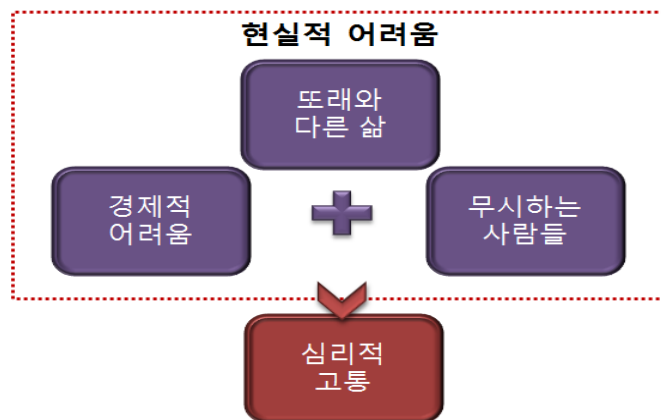 현실적 어려움
또래와
다른 삶
경제적
어려움
무시하는
사람들
심리적
고통